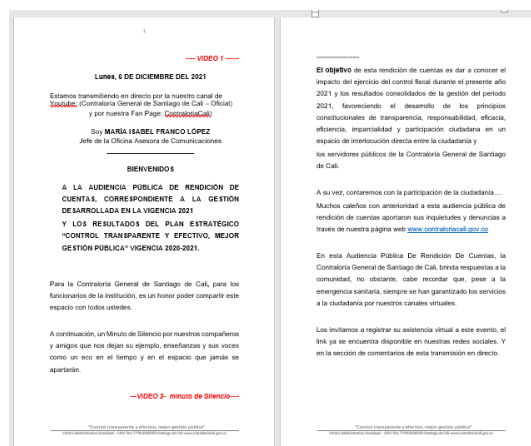 1
---- VIDEO 1 ------
Lunes, 6 DE DICIEMBRE DEL 2021
Estamos transmitiendo en directo por la nuestro canal de
Youtube: (Contraloría General de Santiago de Cali – Oficial)
y por nuestra Fan Page: ContraloriaCali)
Soy MARÍA ISABEL FRANCO LÓPEZ
Jefe de la Oficina Asesora de Comunicaciones
BIENVENIDOS
A LA AUDIENCIA PÚBLICA DE RENDICIÓN DE
CUENTAS, CORRESPONDIENTE A LA GESTIÓN
DESARROLLADA EN LA VIGENCIA 2021
Y LOS RESULTADOS DEL PLAN ESTRATÉGICO
“CONTROL TRANSPARENTE Y EFECTIVO, MEJOR
GESTIÓN PÚBLICA” VIGENCIA 2020-2021.
Para la Contraloría General de Santiago de Cali, para los
funcionarios de la institución, es un honor poder compartir este
espacio con todos ustedes.
A continuación, un Minuto de Silencio por nuestros compañeros
y amigos que nos dejan su ejemplo, enseñanzas y sus voces
como un eco en el tiempo y en el espacio que jamás se
apartarán.
---VIDEO 2- minuto de Silencio----
"Control transparente y efectivo, mejor gestión pública"
El objetivo de esta rendición de cuentas es dar a conocer el
impacto del ejercicio del control fiscal durante el presente año
2021 y los resultados consolidados de la gestión del periodo
2021, favoreciendo el desarrollo de los principios
constitucionales de transparencia, responsabilidad, eficacia,
eficiencia, imparcialidad y participación ciudadana en un
espacio de interlocución directa entre la ciudadanía y
los servidores públicos de la Contraloría General de Santiago
de Cali.
A su vez, contaremos con la participación de la ciudadanía....
Muchos caleños con anterioridad a esta audiencia pública de
rendición de cuentas aportaron sus inquietudes y denuncias a
través de nuestra página web www.contraloriacali.gov.co
En esta Audiencia Pública De Rendición De Cuentas, la
Contraloría General de Santiago de Cali, brinda respuestas a la
comunidad, no obstante, cabe recordar que, pese a la
emergencia sanitaria, siempre se han garantizado los servicios
a la ciudadanía por nuestros canales virtuales.
Los invitamos a registrar su asistencia virtual a este evento, el
link ya se encuentra disponible en nuestras redes sociales. Y
en la sección de comentarios de esta transmisión en directo.
"Control transparente y efectivo, mejor gestión pública"